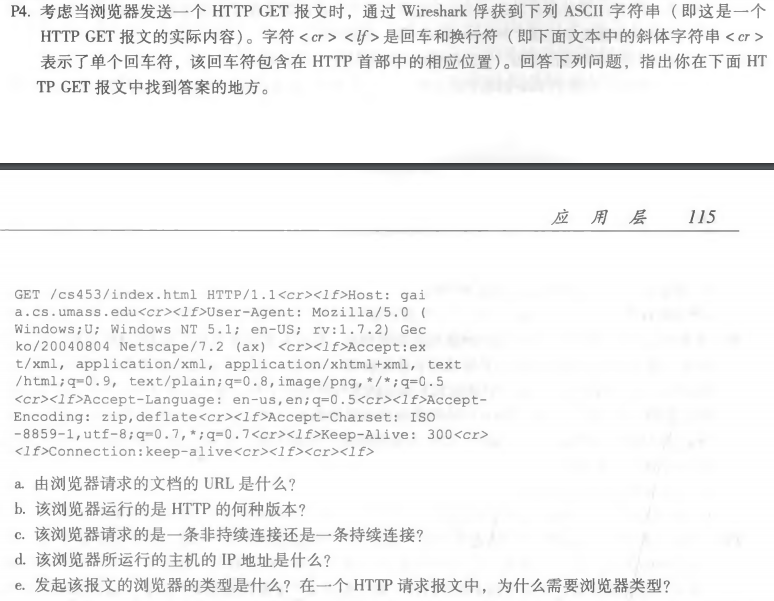 P4. 考虑当浏览器发送一个 HTTP GET 报文时，通过 Wireshark 俘获到下列 ASCII 字符串（即这是一个
HTTP GET 报文的实际内容）。字符 <cr> <lf> 是回车和换行符（即下面文本中的斜体字符串 <cr>
表示了单个回车符，该回车符包含在 HTTP 首部中的相应位置）。回答下列问题，指出你在下面 HT
TP GET 报文中找到答案的地方。
应 用 层 115
GET /cs453/index.html HTTP/1.1<cr><lf>Host: gai
a.cs.umass.edu<cr><lf>User-Agent: Mozilla/5.0 (
Windows;U; Windows NT 5.1; en-US; rv:1.7.2) Gec
ko/20040804 Netscape/7.2 (ax) <cr><lf>Accept:ex
t/xml, application/xml, application/xhtml+xml, text
/html;q=0.9, text/plain;q=0.8,image/png,*/*;q=0.5
<cr><lf>Accept-Language: en-us,en;q=0.5<cr><lf>Accept-
Encoding: zip,deflate<cr><lf>Accept-Charset: ISO
-8859-1,utf-8;q=0.7,*;q=0.7<cr><lf>Keep-Alive: 300<cr>
<lf>Connection:keep-alive<cr><lf><cr><lf>
a. 由浏览器请求的文档的 URL 是什么？
b. 该浏览器运行的是 HTTP 的何种版本？
c. 该浏览器请求的是一条非持续连接还是一条持续连接？
d. 该浏览器所运行的主机的 IP 地址是什么？
e. 发起该报文的浏览器的类型是什么？在一个 HTTP 请求报文中，为什么需要浏览器类型？